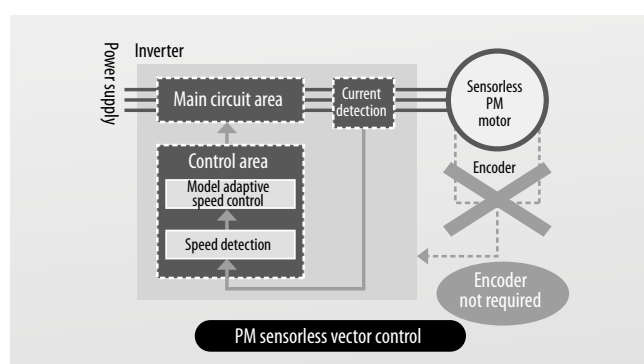 Power supply
Inverter
Main circuit area
Current
detection
Sensorless
PM
motor
Control area
Model adaptive
speed control
Speed detection
Encoder
Encoder
not required
PM sensorless vector control